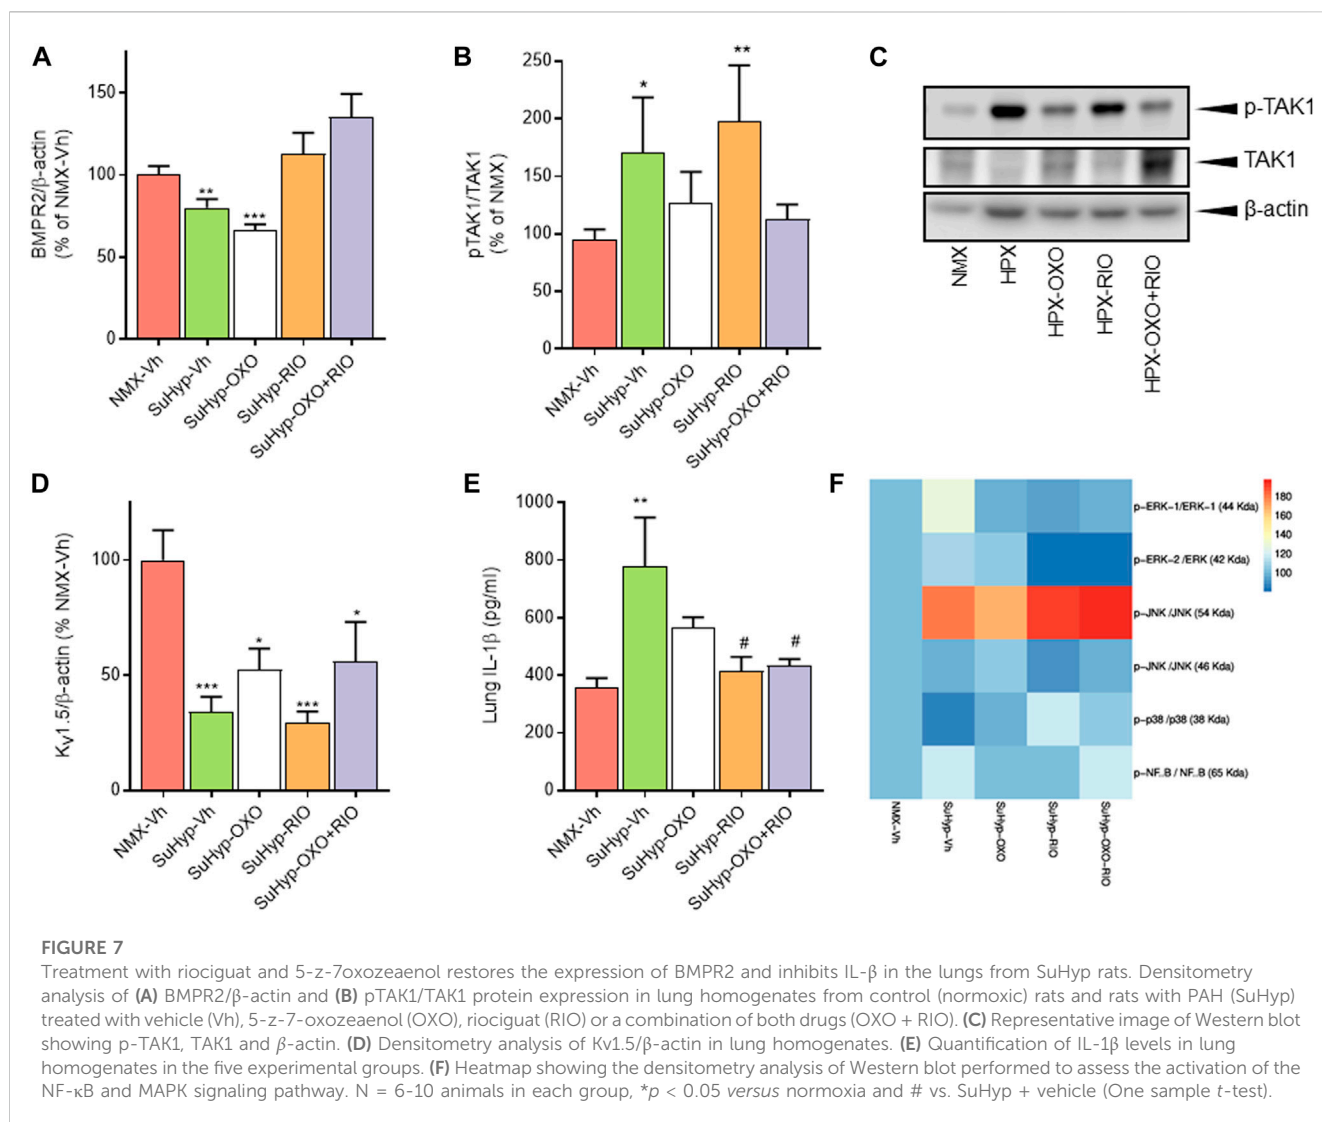 A
BMPR2/β-actin
(% of NMX-Vh)
150
100
50
0
NMX-Vh
SuHyp-Vh
SuHyp-OXO
SuHyp-RIO
SuHyp-OXO+RIO
**
***
B
pTAK1/TAK1
(% of NMX)
250
200
150
100
50
0
NMX-Vh
SuHyp-Vh
SuHyp-OXO
SuHyp-RIO
SuHyp-OXO+RIO
*
**
C
p-TAK1
TAK1
β-actin
NMX
HPX
HPX-OXO
HPX-RIO
HPX-OXO+RIO
D
Kv1.5/β-actin (% NMX-Vh)
100
50
0
NMX-Vh
SuHyp-Vh
SuHyp-OXO
SuHyp-RIO
SuHyp-OXO+RIO
***
*
***
*
E
Lung IL-1β (pg/ml)
1000
800
600
400
200
0
NMX-Vh
SuHyp-Vh
SuHyp-OXO
SuHyp-RIO
SuHyp-OXO+RIO
**
#
#
F
p-ERK-1/ERK-1 (44 Kda)
p-ERK-2 /ERK (42 Kda)
p-JNK /JNK (54 Kda)
p-JNK /JNK (46 Kda)
p-p38 /p38 (38 Kda)
p-NF..B / NF..B (65 Kda)
180
160
140
120
100
NMX-Vh
SuHyp-Vh
SuHyp-OXO
SuHyp-RIO
SuHyp-OXO-RIO
FIGURE 7
Treatment with riociguat and 5-z-7oxozeaenol restores the expression of BMPR2 and inhibits IL-β in the lungs from SuHyp rats. Densitometry
analysis of (A) BMPR2/β-actin and (B) pTAK1/TAK1 protein expression in lung homogenates from control (normoxic) rats and rats with PAH (SuHyp)
treated with vehicle (Vh), 5-z-7-oxozeaenol (OXO), riociguat (RIO) or a combination of both drugs (OXO + RIO). (C) Representative image of Western blot
showing p-TAK1, TAK1 and β-actin. (D) Densitometry analysis of Kv1.5/β-actin in lung homogenates. (E) Quantification of IL-1β levels in lung
homogenates in the five experimental groups. (F) Heatmap showing the densitometry analysis of Western blot performed to assess the activation of the
NF-κB and MAPK signaling pathway. N = 6-10 animals in each group, *p < 0.05 versus normoxia and # vs. SuHyp + vehicle (One sample t-test).